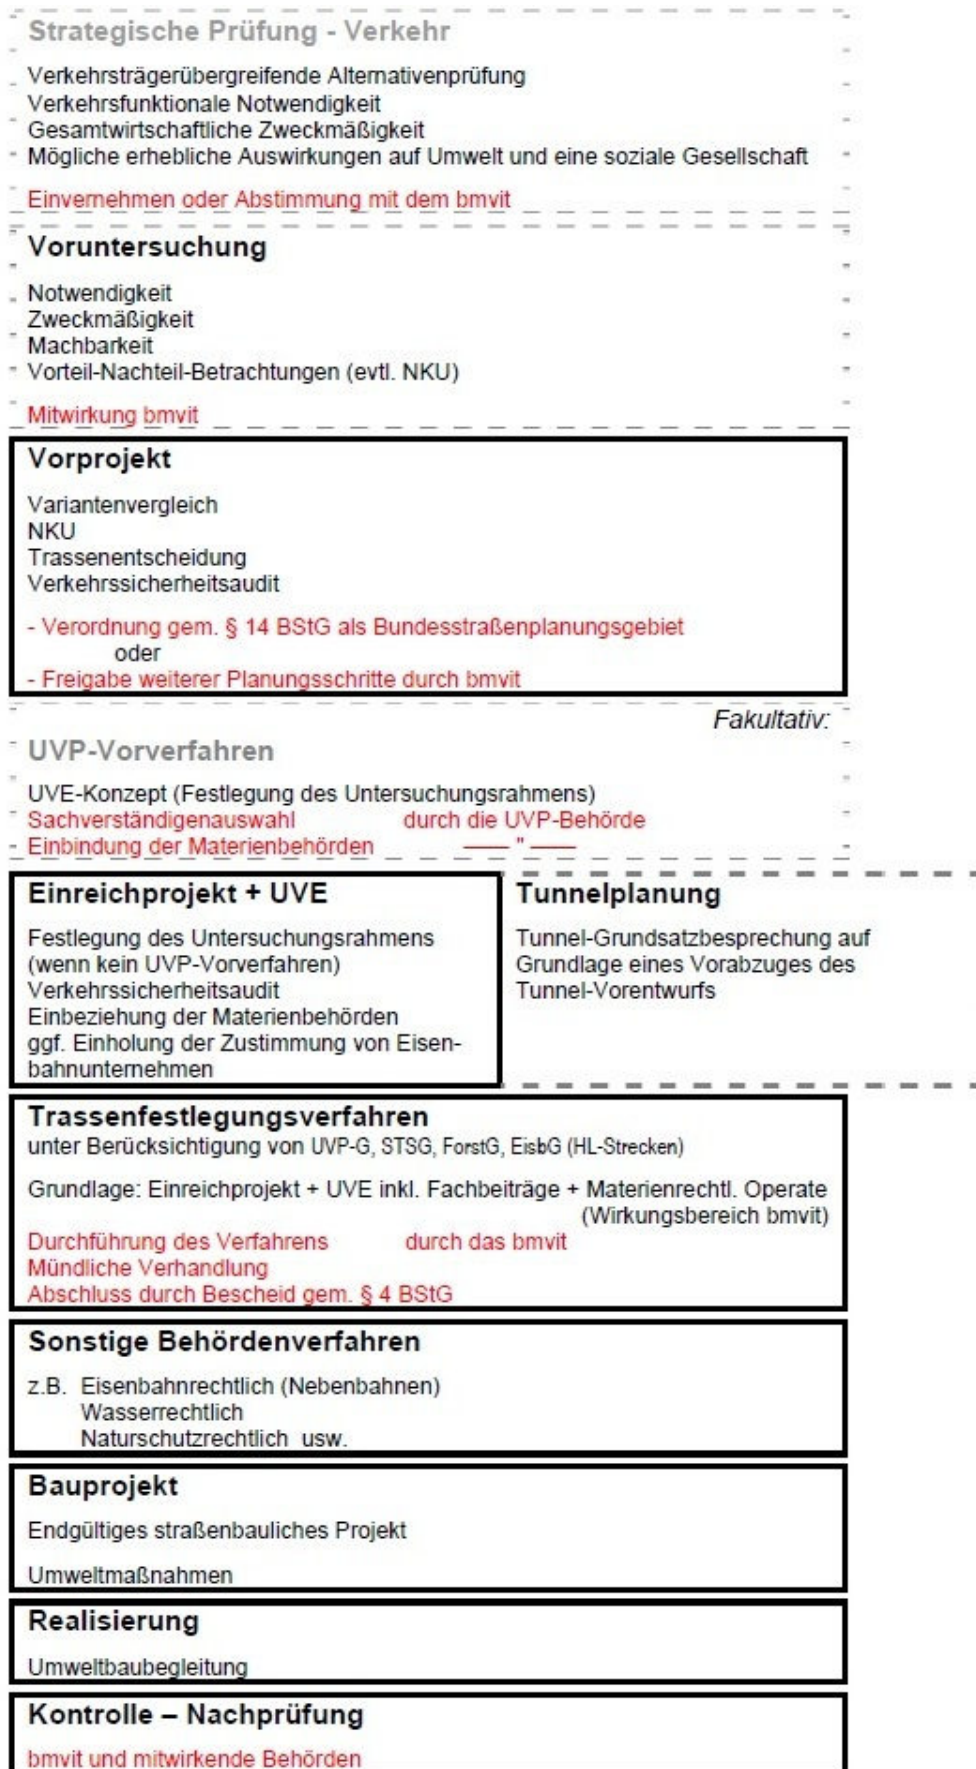 Strategische Prüfung - Verkehr
Verkehrsträgerübergreifende Alternativenprüfung
Verkehrsfunktionale Notwendigkeit
Gesamtwirtschaftliche Zweckmäßigkeit
Mögliche erhebliche Auswirkungen auf Umwelt und eine soziale Gesellschaft
Einvernehmen oder Abstimmung mit dem bmvit
Voruntersuchung
Notwendigkeit
Zweckmäßigkeit
Machbarkeit
Vorteil-Nachteil-Betrachtungen (evtl. NKU)
Mitwirkung bmvit
Vorprojekt
Variantenvergleich
NKU
Trassenentscheidung
Verkehrssicherheitsaudit
- Verordnung gem. § 14 BStG als Bundesstraßenplanungsgebiet
oder
- Freigabe weiterer Planungsschritte durch bmvit
Fakultativ:
UVP-Vorverfahren
UVE-Konzept (Festlegung des Untersuchungsrahmens)
Sachverständigenauswahl durch die UVP-Behörde
Einbindung der Materienbehörden —— " ——
Einreichprojekt + UVE
Festlegung des Untersuchungsrahmens
(wenn kein UVP-Vorverfahren)
Verkehrssicherheitsaudit
Einbeziehung der Materienbehörden
ggf. Einholung der Zustimmung von Eisen-
bahnunternehmen
Tunnelplanung
Tunnel-Grundsatzbesprechung auf
Grundlage eines Vorabzuges des
Tunnel-Vorentwurfs
Trassenfestlegungsverfahren
unter Berücksichtigung von UVP-G, STSG, ForstG, EisbG (HL-Strecken)
Grundlage: Einreichprojekt + UVE inkl. Fachbeiträge + Materienrechtl. Operate
(Wirkungsbereich bmvit)
Durchführung des Verfahrens durch das bmvit
Mündliche Verhandlung
Abschluss durch Bescheid gem. § 4 BStG
Sonstige Behördenverfahren
z.B. Eisenbahnrechtlich (Nebenbahnen)
Wasserrechtlich
Naturschutzrechtlich usw.
Bauprojekt
Endgültiges straßenbauliches Projekt
Umweltmaßnahmen
Realisierung
Umweltbaubegleitung
Kontrolle – Nachprüfung
bmvit und mitwirkende Behörden